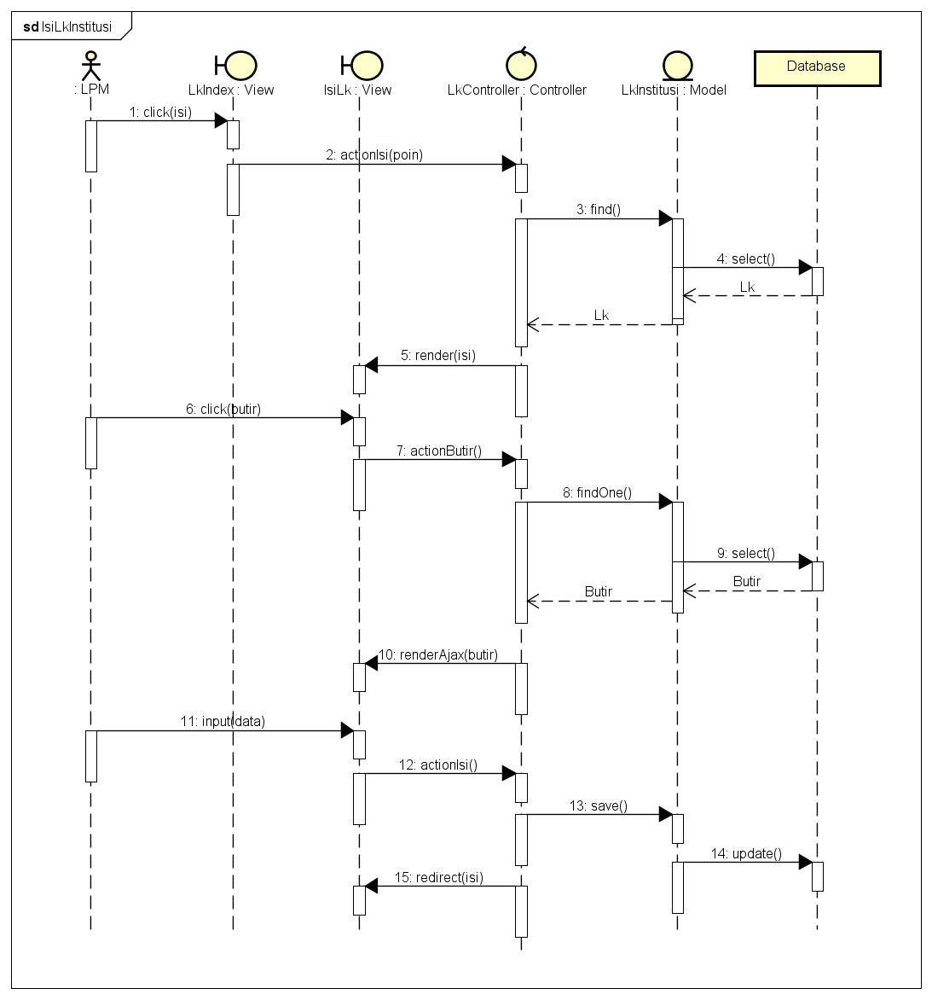 sd IsiLkInstitusi
: LPM
LkIndex : View
IsiLk : View
LkController : Controller
LkInstitusi : Model
Database
1: click(isi)
2: actionIsi(poin)
3: find()
4: select()
Lk
Lk
5: render(isi)
6: click(butir)
7: actionButir()
8: findOne()
9: select()
Butir
Butir
10: renderAjax(butir)
11: input(data)
12: actionIsi()
13: save()
14: update()
15: redirect(isi)